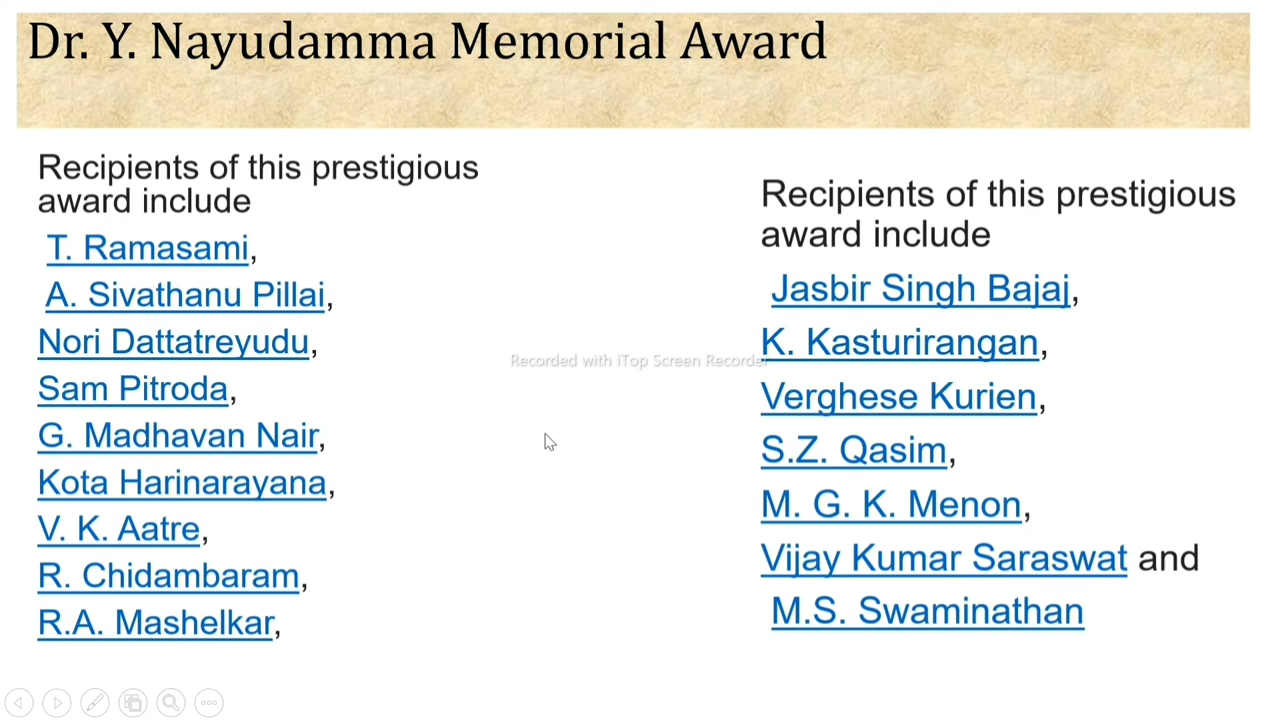 Dr. Y. Nayudamma Memorial Award
Recipients of this prestigious
award include
T. Ramasami,
A. Sivathanu Pillai,
Nori Dattatreyudu,
Sam Pitroda,
G. Madhavan Nair,
Kota Harinarayana,
V. K. Aatre,
R. Chidambaram,
R.A. Mashelkar,
Recipients of this prestigious
award include
Jasbir Singh Bajaj,
K. Kasturirangan,
Verghese Kurien,
S.Z. Qasim,
M. G. K. Menon,
Vijay Kumar Saraswat and
M.S. Swaminathan
Recorded with iTop Screen Recorder